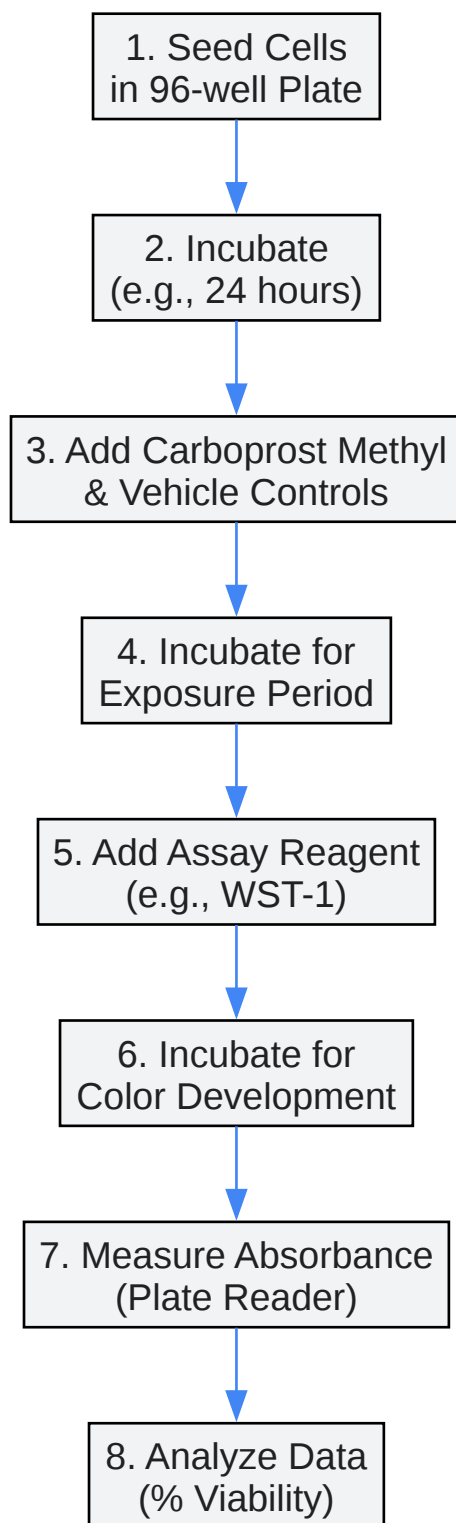 1. Seed Cells
in 96-well Plate
2. Incubate
(e.g., 24 hours)
3. Add Carboprost Methyl
& Vehicle Controls
4. Incubate for
Exposure Period
5. Add Assay Reagent
(e.g., WST-1)
6. Incubate for
Color Development
7. Measure Absorbance
(Plate Reader)
8. Analyze Data
(% Viability)